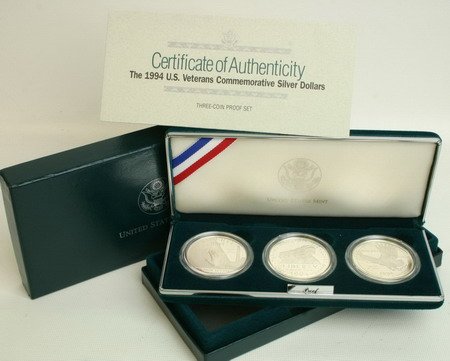 Certificate of Authenticity
The 1994 U.S. Veterans Commemorative Silver Dollars
THREE-COIN PROOF SET
UNITED STATES MINT
UNITED STATES
Proof